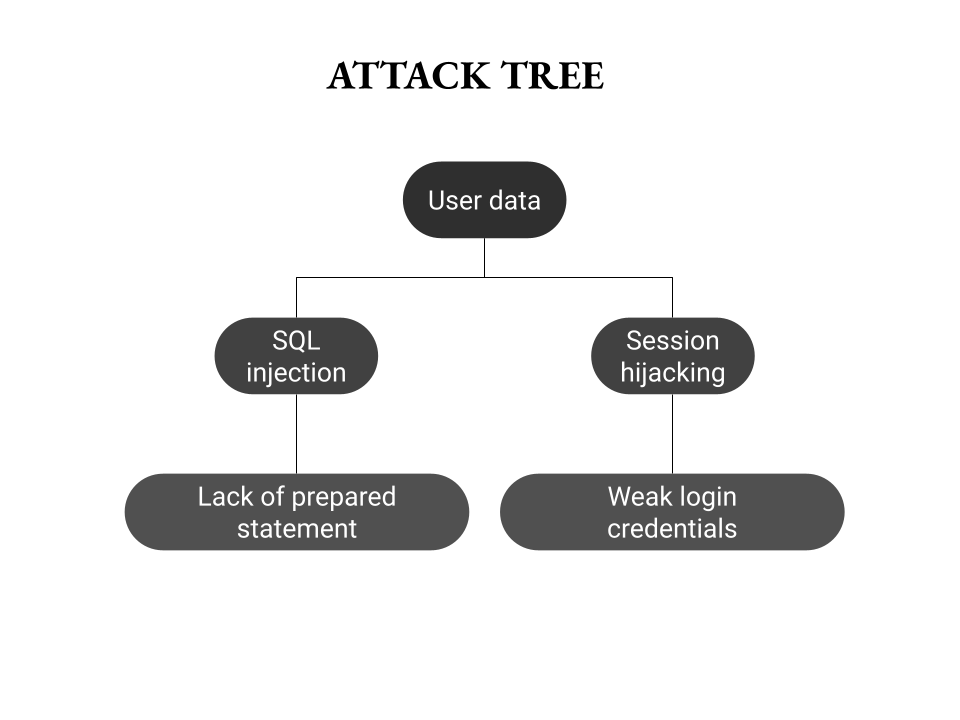 ATTACK TREE
User data
SQL
injection
Session
hijacking
Lack of prepared
statement
Weak login
credentials